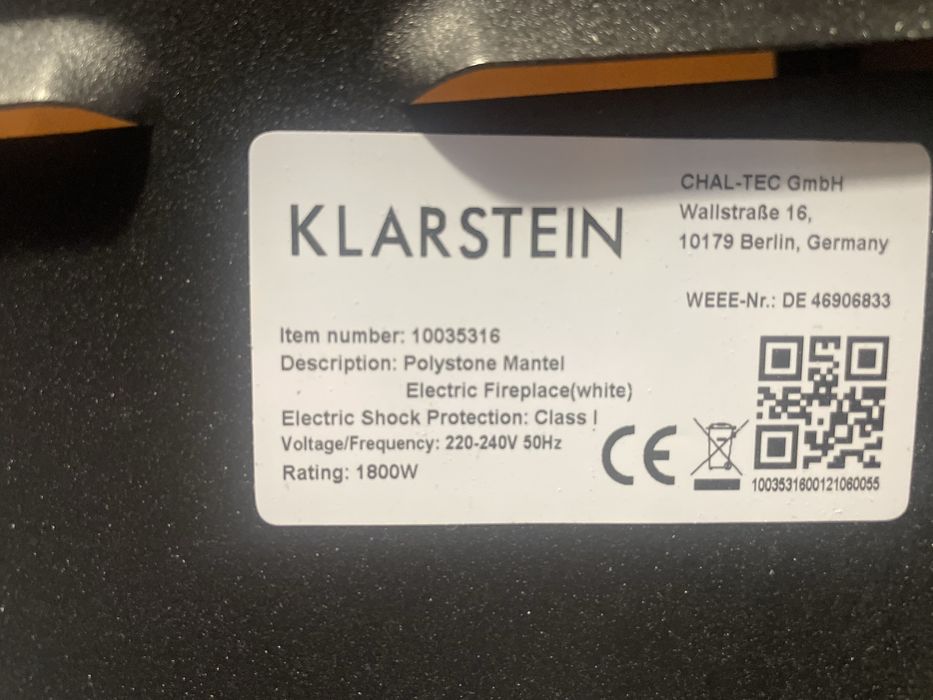 KLARSTEIN
CHAL-TEC GmbH
Wallstraße 16,
10179 Berlin, Germany
WEEE-Nr.: DE 46906833
Item number: 10035316
Description: Polystone Mantel
Electric Fireplace(white)
Electric Shock Protection: Class I
Voltage/Frequency: 220-240V 50Hz
Rating: 1800W
CE
1003531600121060055